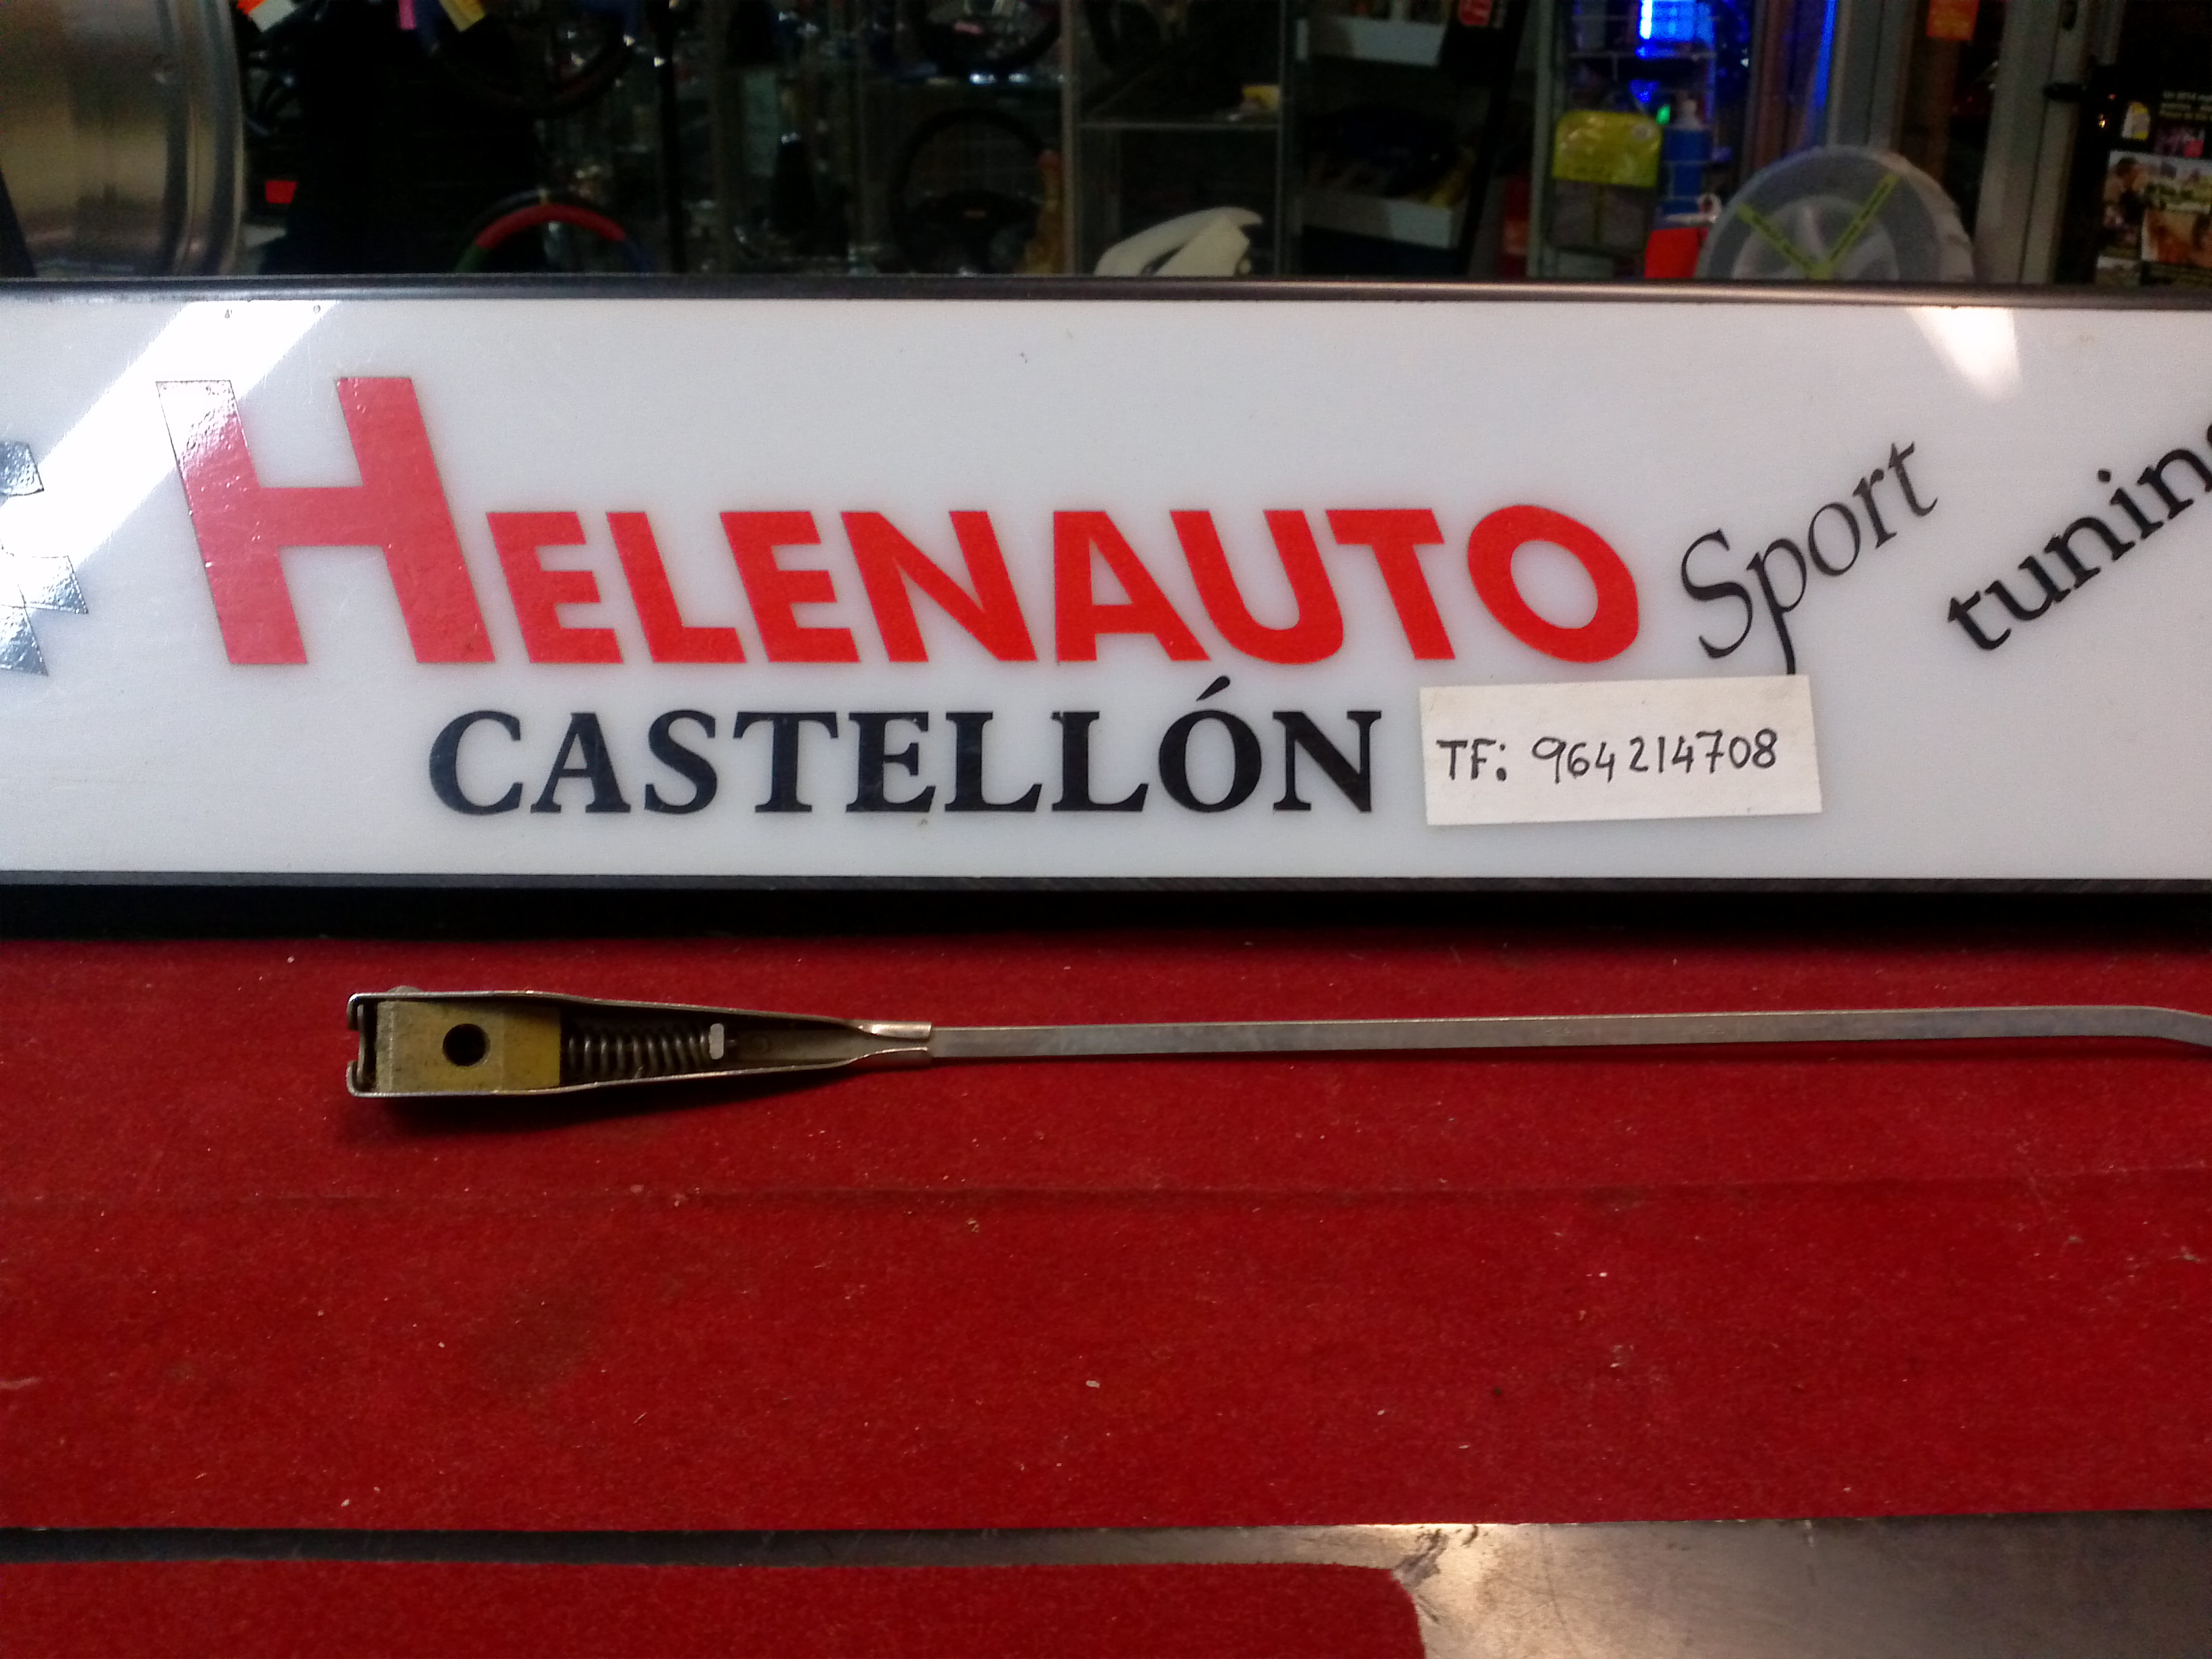 HELENAUTO Sport
CASTELLÓN
TF: 964214708